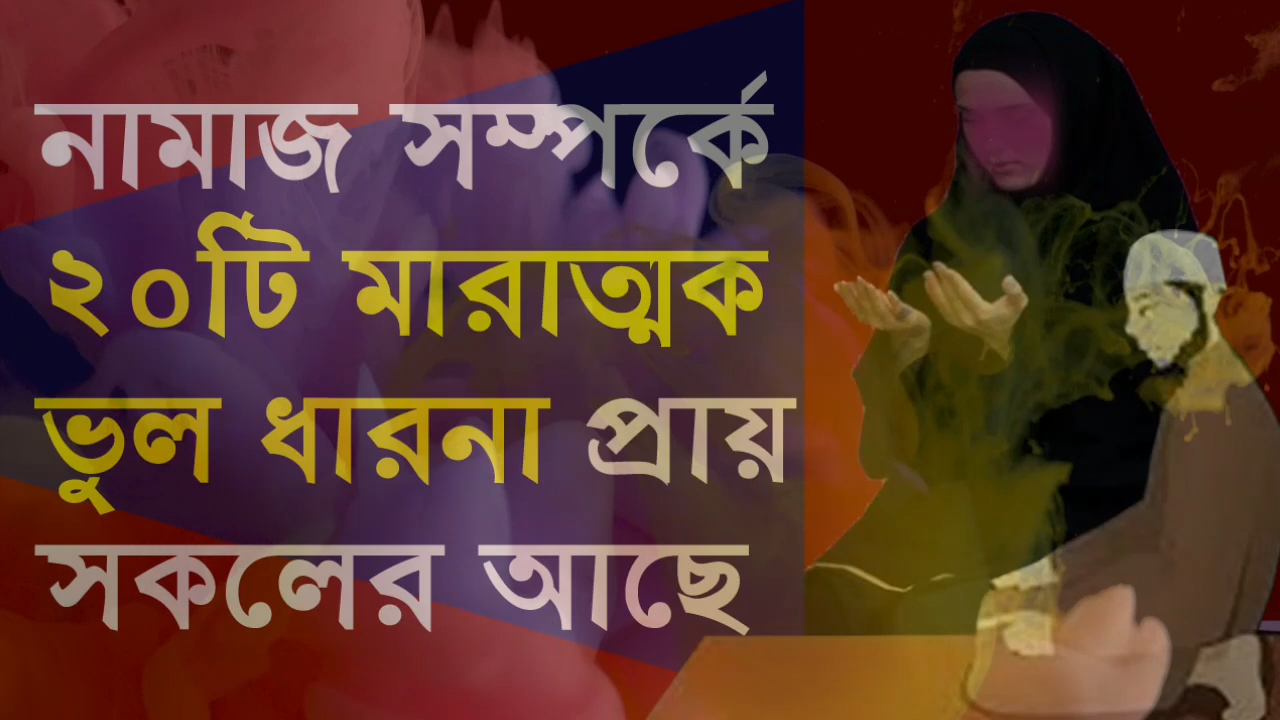 নামাজ সম্পর্কে
২০টি মারাত্মক
ভুল ধারনা প্রায়
সকলের আছে